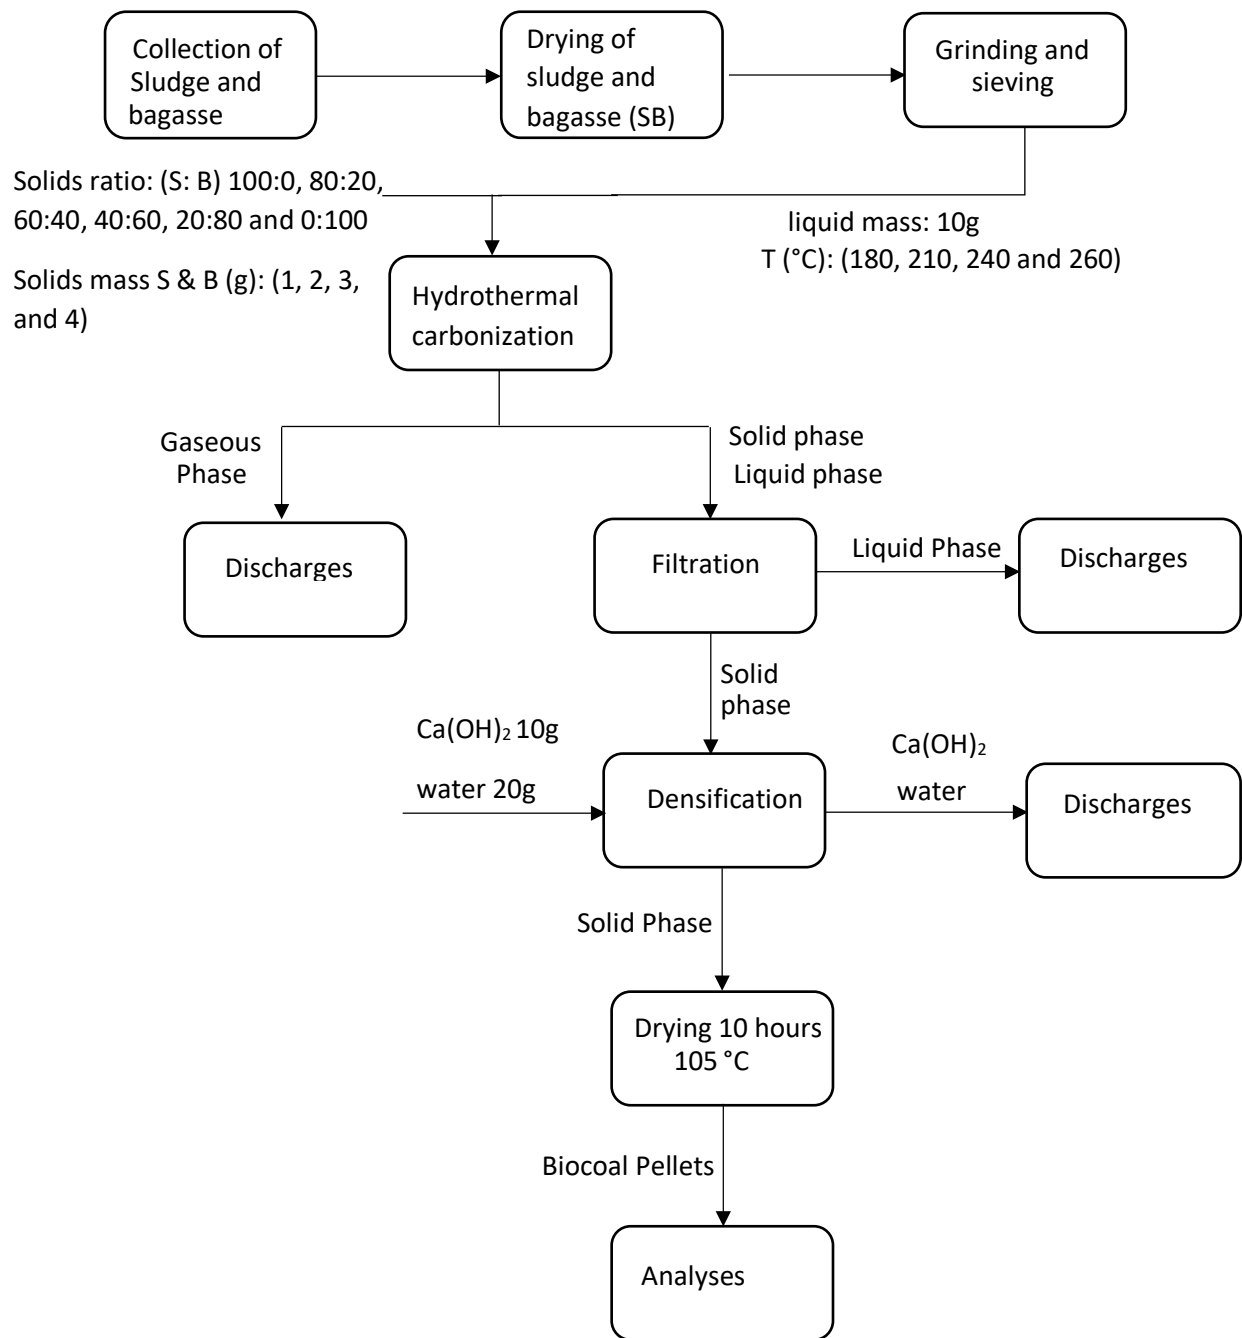 Collection of
Sludge and
bagasse
Drying of
sludge and
bagasse (SB)
Grinding and
sieving
Solids ratio: (S: B) 100:0, 80:20,
60:40, 40:60, 20:80 and 0:100
liquid mass: 10g
T (°C): (180, 210, 240 and 260)
Solids mass S & B (g): (1, 2, 3,
and 4)
Hydrothermal
carbonization
Gaseous
Phase
Solid phase
Liquid phase
Discharges
Filtration
Liquid Phase
Discharges
Solid
phase
Ca(OH)₂ 10g
water 20g
Densification
Ca(OH)₂
water
Discharges
Solid Phase
Drying 10 hours
105 °C
Biocoal Pellets
Analyses